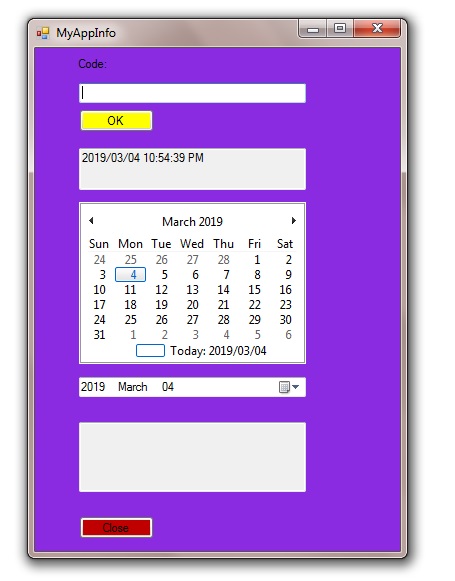 MyAppInfo
Code:
OK
2019/03/04 10:54:39 PM
March 2019
Sun Mon Tue Wed Thu Fri Sat
24 25 26 27 28 1 2
3 4 5 6 7 8 9
10 11 12 13 14 15 16
17 18 19 20 21 22 23
24 25 26 27 28 29 30
31 1 2 3 4 5 6
Today: 2019/03/04
2019 March 04
Close